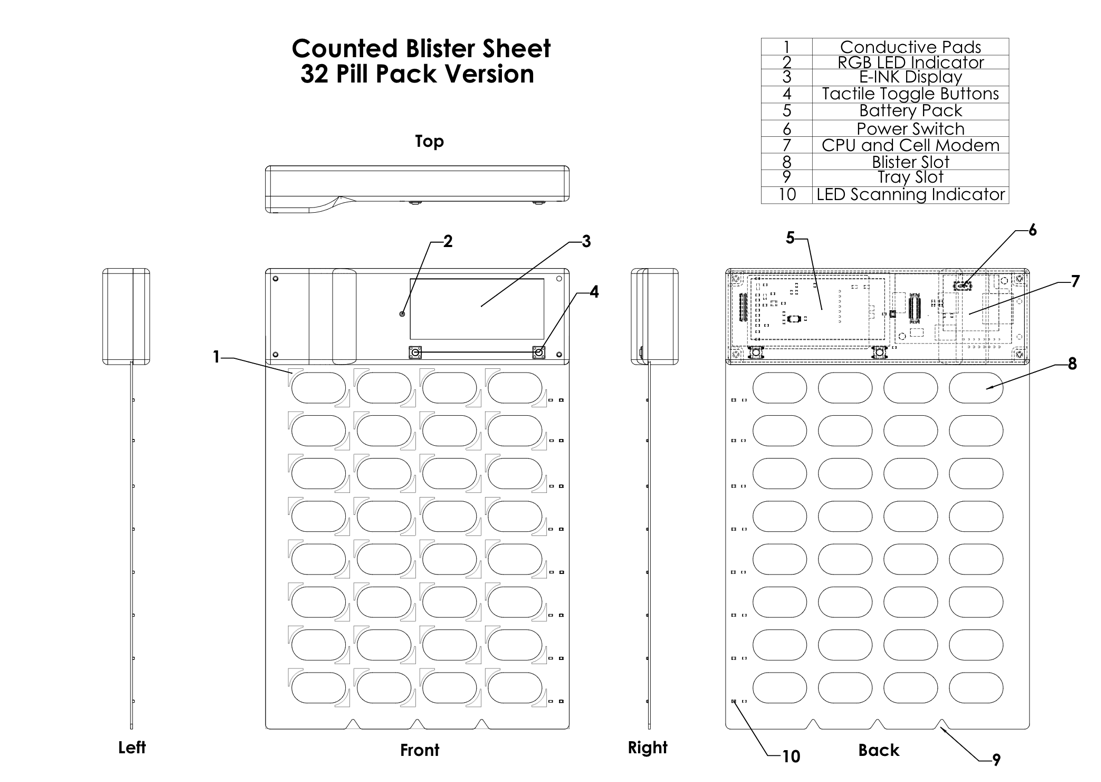 Counted Blister Sheet
32 Pill Pack Version
1 Conductive Pads
2 RGB LED Indicator
3 E-INK Display
4 Tactile Toggle Buttons
5 Battery Pack
6 Power Switch
7 CPU and Cell Modem
8 Blister Slot
9 Tray Slot
10 LED Scanning Indicator
Top
2
3
4
1
5
6
7
8
Left
Front
Right
Back
10
9